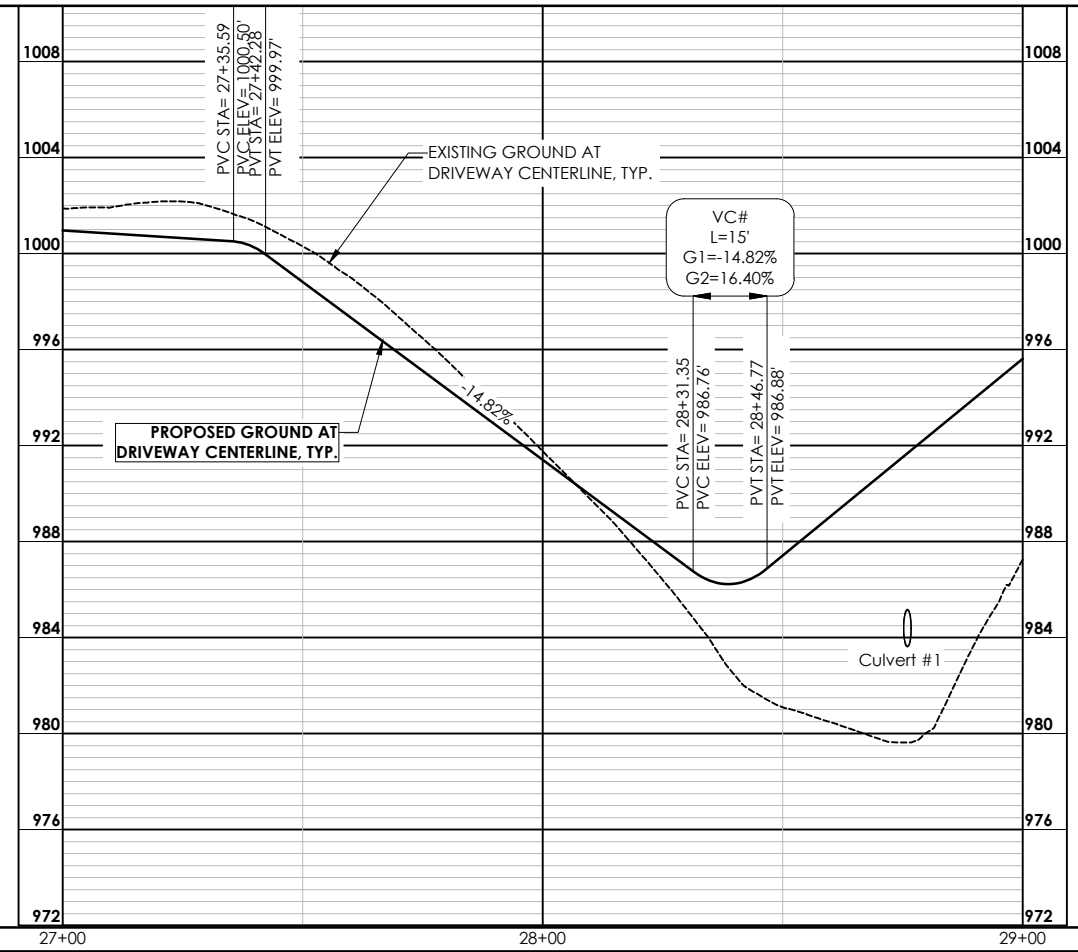 PVC STA= 27+35.59
PVC ELEV= 1000.50'
PVT STA= 27+42.28
PVT ELEV= 999.97'
1008
1008
1004
1004
EXISTING GROUND AT
DRIVEWAY CENTERLINE, TYP.
VC#
L=15'
G1=-14.82%
G2=16.40%
1000
1000
996
996
PVC STA= 28+31.35
PVC ELEV= 986.76'
PVT STA= 28+46.77
PVT ELEV= 986.88'
-14.82%
PROPOSED GROUND AT
DRIVEWAY CENTERLINE, TYP.
992
992
988
988
984
984
Culvert #1
980
980
976
976
972
972
27+00
28+00
29+00